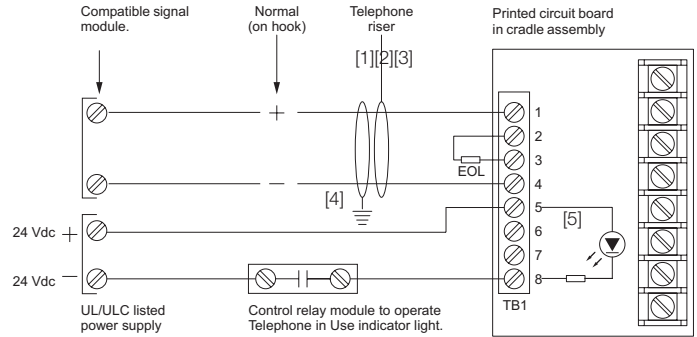 Compatible signal
module.
Normal
(on hook)
Telephone
riser
Printed circuit board
in cradle assembly
[1][2][3]
+
1
2
3
EOL
−
4
[4]
5
[5]
24 Vdc +
6
7
24 Vdc −
8
TB1
UL/ULC listed
power supply
Control relay module to operate
Telephone in Use indicator light.